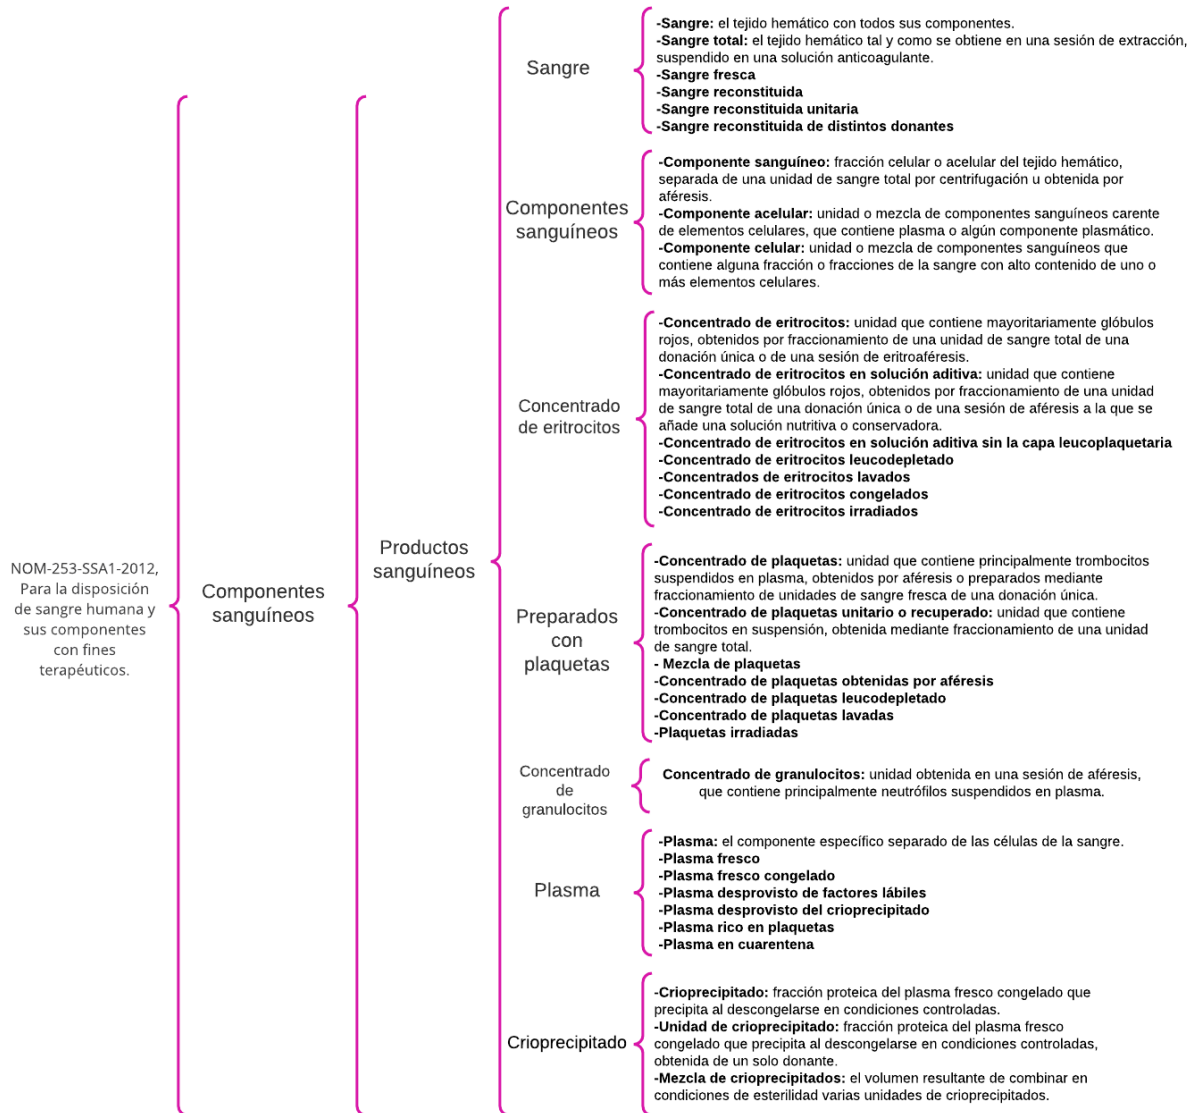 NOM-253-SSA1-2012,
Para la disposición
de sangre humana y
sus componentes
con fines
terapéuticos.
Componentes
sanguíneos
Productos
sanguíneos
Sangre
-Sangre: el tejido hemático con todos sus componentes.
-Sangre total: el tejido hemático tal y como se obtiene en una sesión de extracción,
suspendido en una solución anticoagulante.
-Sangre fresca
-Sangre reconstituida
-Sangre reconstituida unitaria
-Sangre reconstituida de distintos donantes
Componentes
sanguíneos
-Componente sanguíneo: fracción celular o acelular del tejido hemático,
separada de una unidad de sangre total por centrifugación u obtenida por
aféresis.
-Componente acelular: unidad o mezcla de componentes sanguíneos carente
de elementos celulares, que contiene plasma o algún componente plasmático.
-Componente celular: unidad o mezcla de componentes sanguíneos que
contiene alguna fracción o fracciones de la sangre con alto contenido de uno o
más elementos celulares.
Concentrado
de eritrocitos
-Concentrado de eritrocitos: unidad que contiene mayoritariamente glóbulos
rojos, obtenidos por fraccionamiento de una unidad de sangre total de una
donación única o de una sesión de eritroaféresis.
-Concentrado de eritrocitos en solución aditiva: unidad que contiene
mayoritariamente glóbulos rojos, obtenidos por fraccionamiento de una unidad
de sangre total de una donación única o de una sesión de aféresis a la que se
añade una solución nutritiva o conservadora.
-Concentrado de eritrocitos en solución aditiva sin la capa leucoplaquetaria
-Concentrado de eritrocitos leucodepletado
-Concentrados de eritrocitos lavados
-Concentrado de eritrocitos congelados
-Concentrado de eritrocitos irradiados
Preparados
con
plaquetas
-Concentrado de plaquetas: unidad que contiene principalmente trombocitos
suspendidos en plasma, obtenidos por aféresis o preparados mediante
fraccionamiento de unidades de sangre fresca de una donación única.
-Concentrado de plaquetas unitario o recuperado: unidad que contiene
trombocitos en suspensión, obtenida mediante fraccionamiento de una unidad
de sangre total.
- Mezcla de plaquetas
-Concentrado de plaquetas obtenidas por aféresis
-Concentrado de plaquetas leucodepletado
-Concentrado de plaquetas lavadas
-Plaquetas irradiadas
Concentrado
de
granulocitos
Concentrado de granulocitos: unidad obtenida en una sesión de aféresis,
que contiene principalmente neutrófilos suspendidos en plasma.
Plasma
-Plasma: el componente específico separado de las células de la sangre.
-Plasma fresco
-Plasma fresco congelado
-Plasma desprovisto de factores lábiles
-Plasma desprovisto del crioprecipitado
-Plasma rico en plaquetas
-Plasma en cuarentena
Crioprecipitado
-Crioprecipitado: fracción proteica del plasma fresco congelado que
precipita al descongelarse en condiciones controladas.
-Unidad de crioprecipitado: fracción proteica del plasma fresco
congelado que precipita al descongelarse en condiciones controladas,
obtenida de un solo donante.
-Mezcla de crioprecipitados: el volumen resultante de combinar en
condiciones de esterilidad varias unidades de crioprecipitados.